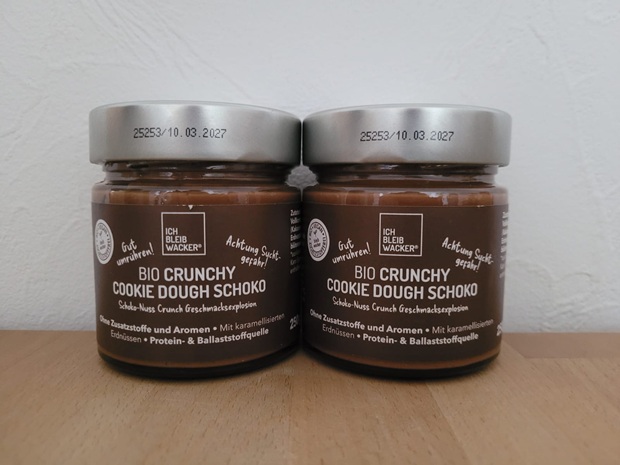 25253/10.03.2027
ICH
BLEIB
WACKER®
Gut
umrühren!
Achtung Sucht-
gefahr!
BIO CRUNCHY
COOKIE DOUGH SCHOKO
Schoko-Nuss Crunch Geschmacksexplosion
Ohne Zusatzstoffe und Aromen • Mit karamellisierten
Erdnüssen • Protein- & Ballaststoffquelle
25253/10.03.2027
ICH
BLEIB
WACKER®
Gut
umrühren!
Achtung Sucht-
gefahr!
BIO CRUNCHY
COOKIE DOUGH SCHOKO
Schoko-Nuss Crunch Geschmacksexplosion
Ohne Zusatzstoffe und Aromen • Mit karamellisierten
Erdnüssen • Protein- & Ballaststoffquelle